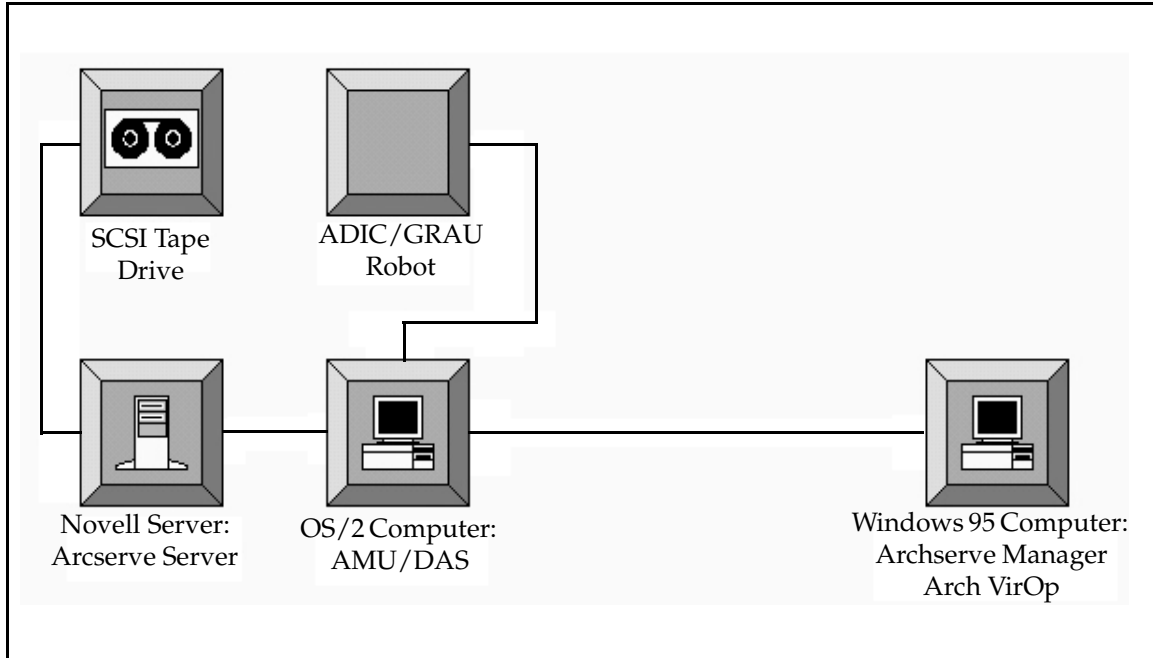 SCSI Tape
Drive
ADIC/GRAU
Robot
Novell Server:
Arcserve Server
OS/2 Computer:
AMU/DAS
Windows 95 Computer:
Archserve Manager
Arch VirOp